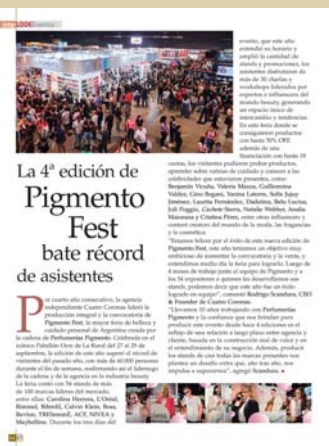 InterLOOK Eventos
La 4ª edición de
Pigmento
Fest
bate récord
de asistentes
Por cuarto año consecutivo, la agencia
independiente Cuatro Coronas lideró la
producción integral y la convocatoria de
Pigmento Fest, la mayor feria de belleza y
cuidado personal de Argentina creada por
la cadena de Perfumerías Pigmento. Celebrada en el
icónico Pabellón Ocre de La Rural del 27 al 29 de
septiembre, la edición de este año superó el récord de
visitantes del pasado año, con más de 60.000 personas
durante el fin de semana, reafirmando así el liderazgo
de la cadena y de la agencia en la industria beauty.
La feria contó con 54 stands de más
de 100 marcas líderes del mercado,
entre ellas: Carolina Herrera, L'Oréal,
Rimmel, Biferdil, Calvin Klein, Boss,
Revlon, TRESemmé, ACF, NIVEA y
Maybelline. Durante los tres días del
evento, que este año
extendió su horario y
amplió la cantidad de
stands y promociones, los
asistentes disfrutaron de
más de 30 charlas y
workshops liderados por
expertos e influencers del
mundo beauty, generando
un espacio único de
intercambio y tendencias.
En esta feria donde se
consiguieron productos
con hasta 50% OFF,
además de una
financiación con hasta 18
cuotas, los visitantes pudieron probar productos,
aprender sobre rutinas de cuidado y conocer a las
celebridades que estuvieron presentes, como
Benjamín Vicuña, Valeria Mazza, Guillermina
Valdez, Gino Bogani, Yanina Latorre, Sofía Jujuy
Jiménez, Laurita Fernández, Dadatina, Belu Lucius,
Juli Poggio, Cachete Sierra, Natalie Weber, Analía
Maiorana y Cristina Pérez, entre otros influencers y
content creators del mundo de la moda, las fragancias
y la cosmética.
"Estamos felices por el éxito de esta nueva edición de
Pigmento Fest, este año teníamos un objetivo muy
ambicioso de aumentar la convocatoria y la venta, y
extendimos medio día la feria para lograrlo. Luego de
4 meses de trabajo junto al equipo de Pigmento y a
los 54 expositores a quienes les desarrollamos sus
stands, podemos decir que este año fue un éxito
logrado en equipo", comentó Rodrigo Scandura, CEO
& Founder de Cuatro Coronas.
"Llevamos 10 años trabajando con Perfumerías
Pigmento y la confianza que nos brindan para
producir este evento desde hace 4 ediciones es el
reflejo de una relación a largo plazo entre agencia y
cliente, basada en la construcción real de valor y en
el entendimiento de su negocio. Además, producir
los stands de casi todas las marcas presentes nos
plantea un desafío extra que, año tras año, nos
impulsa a superarnos", agregó Scandura.